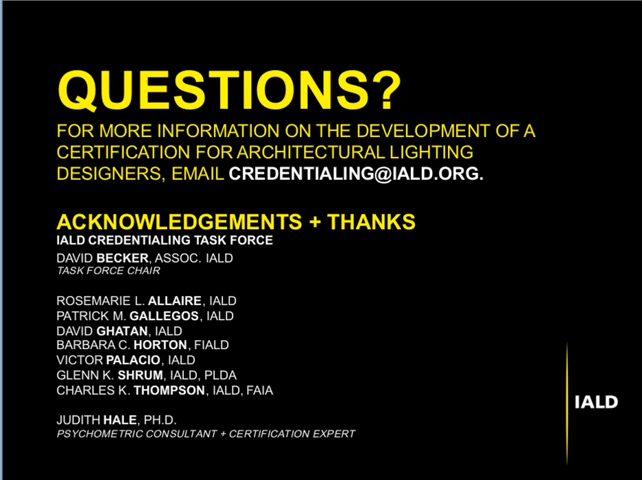 QUESTIONS?
FOR MORE INFORMATION ON THE DEVELOPMENT OF A
CERTIFICATION FOR ARCHITECTURAL LIGHTING
DESIGNERS, EMAIL CREDENTIALING@IALD.ORG.
ACKNOWLEDGEMENTS + THANKS
IALD CREDENTIALING TASK FORCE
DAVID BECKER, ASSOC. IALD
TASK FORCE CHAIR
ROSEMARIE L. ALLAIRE, IALD
PATRICK M. GALLEGOS, IALD
DAVID GHATAN, IALD
BARBARA C. HORTON, FIALD
VICTOR PALACIO, IALD
GLENN K. SHRUM, IALD, PLDA
CHARLES K. THOMPSON, IALD, FAIA
JUDITH HALE, PH.D.
PSYCHOMETRIC CONSULTANT + CERTIFICATION EXPERT
IALD